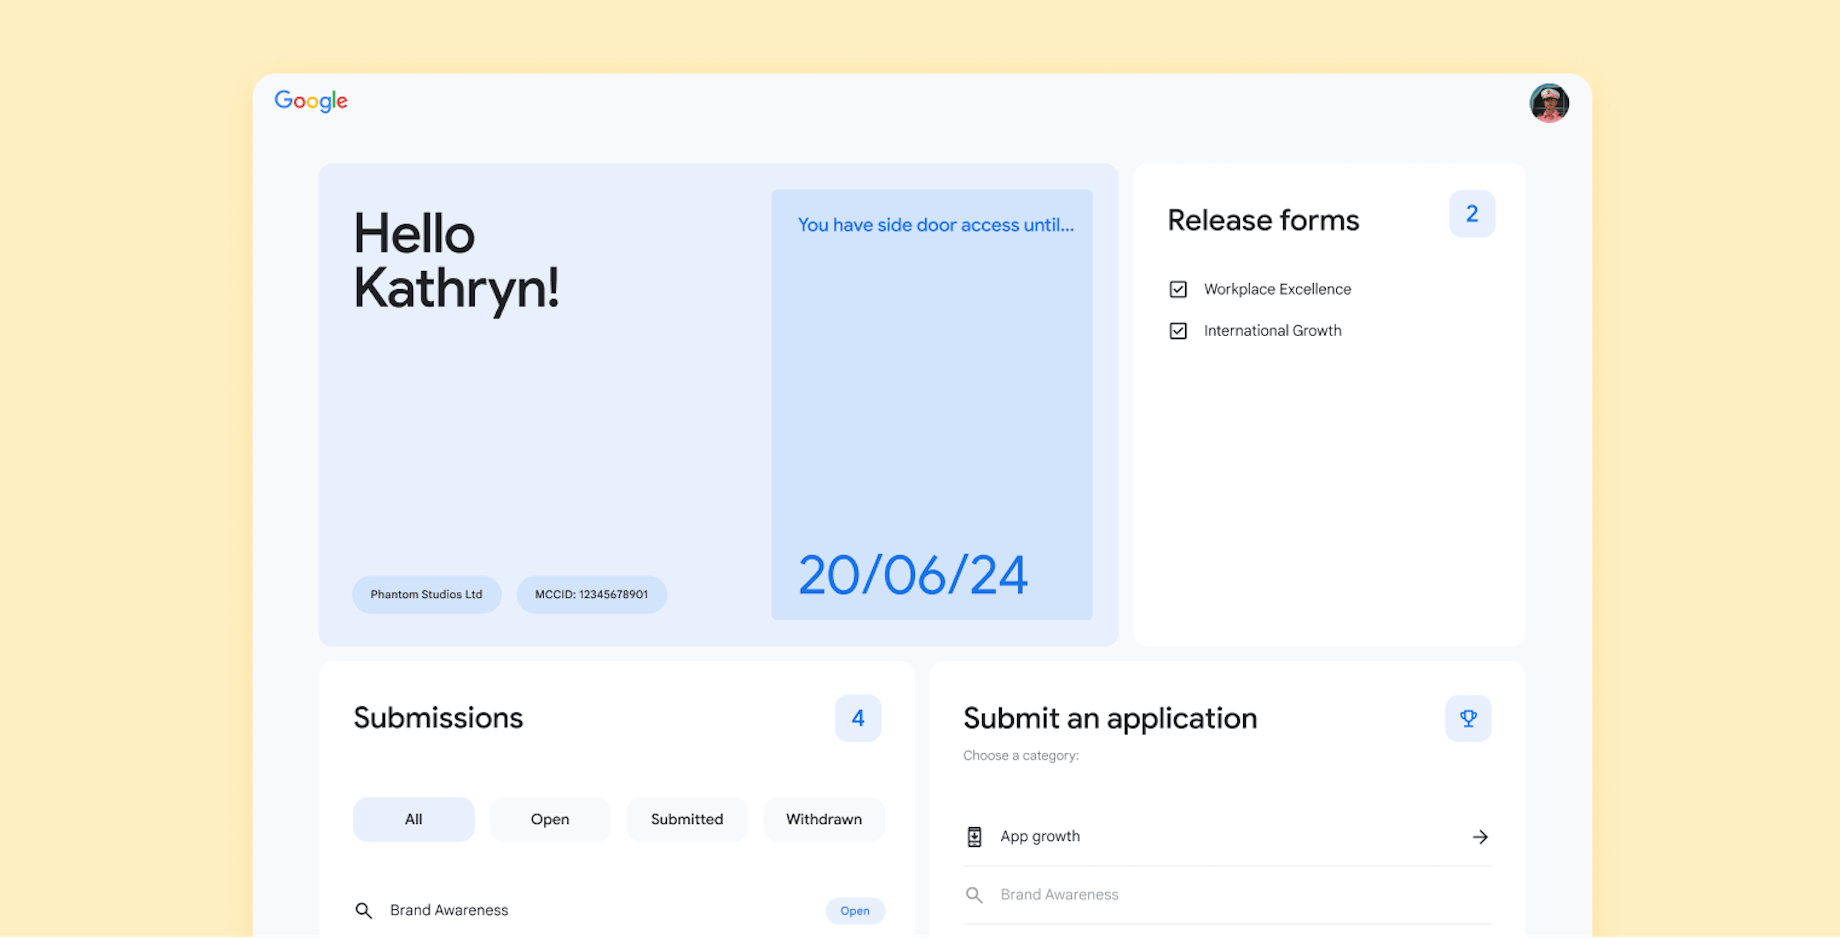 Google
Hello
Kathryn!
You have side door access until...
20/06/24
Phantom Studios Ltd
MCCID: 12345678901
Release forms
2
Workplace Excellence
International Growth
Submissions
4
All
Open
Submitted
Withdrawn
Brand Awareness
Open
Submit an application
Choose a category:
App growth
Brand Awareness